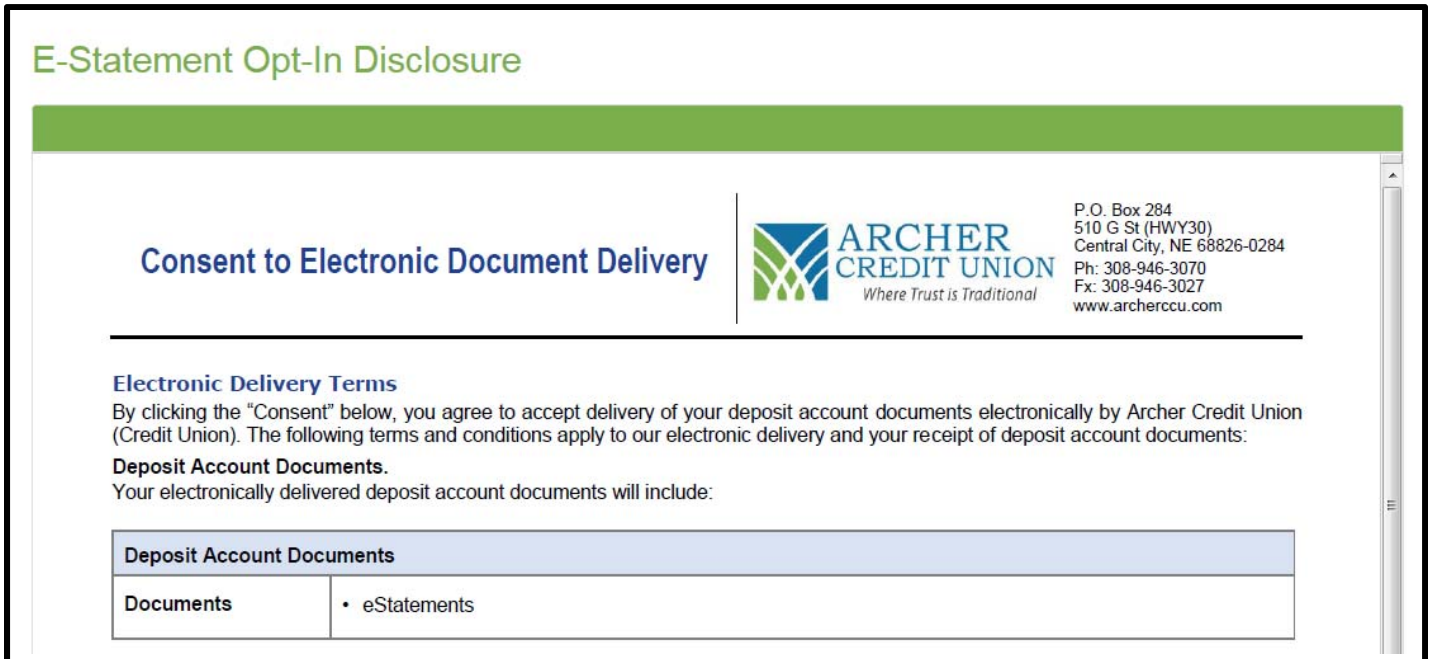 E-Statement Opt-In Disclosure
Consent to Electronic Document Delivery
ARCHER
CREDIT UNION
Where Trust is Traditional
P.O. Box 284
510 G St (HWY30)
Central City, NE 68826-0284
Ph: 308-946-3070
Fx: 308-946-3027
www.archerccu.com
Electronic Delivery Terms
By clicking the “Consent” below, you agree to accept delivery of your deposit account documents electronically by Archer Credit Union
(Credit Union). The following terms and conditions apply to our electronic delivery and your receipt of deposit account documents:
Deposit Account Documents.
Your electronically delivered deposit account documents will include:
Deposit Account Documents
Documents
• eStatements